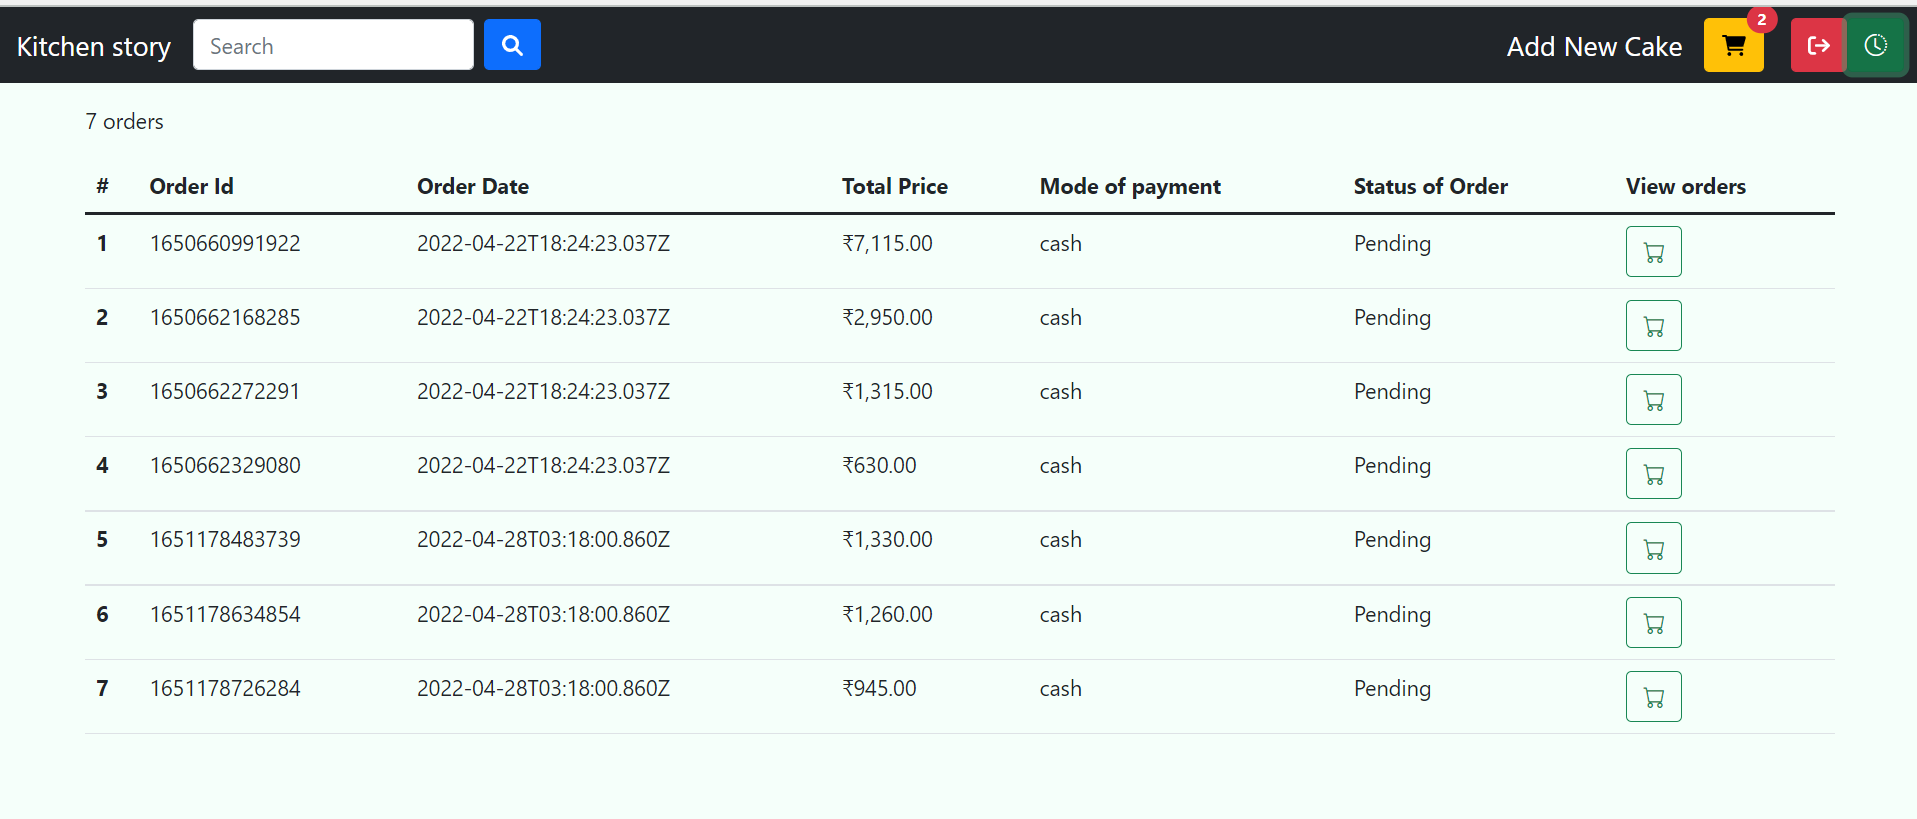 Kitchen story Search Add New Cake 2
7 orders
# Order Id Order Date Total Price Mode of payment Status of Order View orders
1 1650660991922 2022-04-22T18:24:23.037Z ₹7,115.00 cash Pending
2 1650662168285 2022-04-22T18:24:23.037Z ₹2,950.00 cash Pending
3 1650662272291 2022-04-22T18:24:23.037Z ₹1,315.00 cash Pending
4 1650662329080 2022-04-22T18:24:23.037Z ₹630.00 cash Pending
5 1651178483739 2022-04-28T03:18:00.860Z ₹1,330.00 cash Pending
6 1651178634854 2022-04-28T03:18:00.860Z ₹1,260.00 cash Pending
7 1651178726284 2022-04-28T03:18:00.860Z ₹945.00 cash Pending